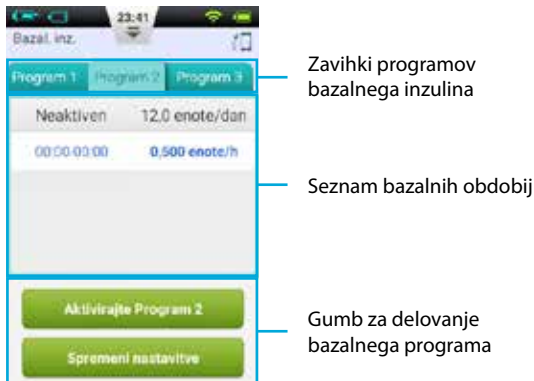 23:41
Bazal. inz.
Program 1 Program 2 Program 3
Zavihki programov
bazalnega inzulina
Neaktiven 12,0 enote/dan
00:00-00:00 0,500 enote/h
Seznam bazalnih obdobij
Aktivirajte Program 2
Spremeni nastavitve
Gumb za delovanje
bazalnega programa